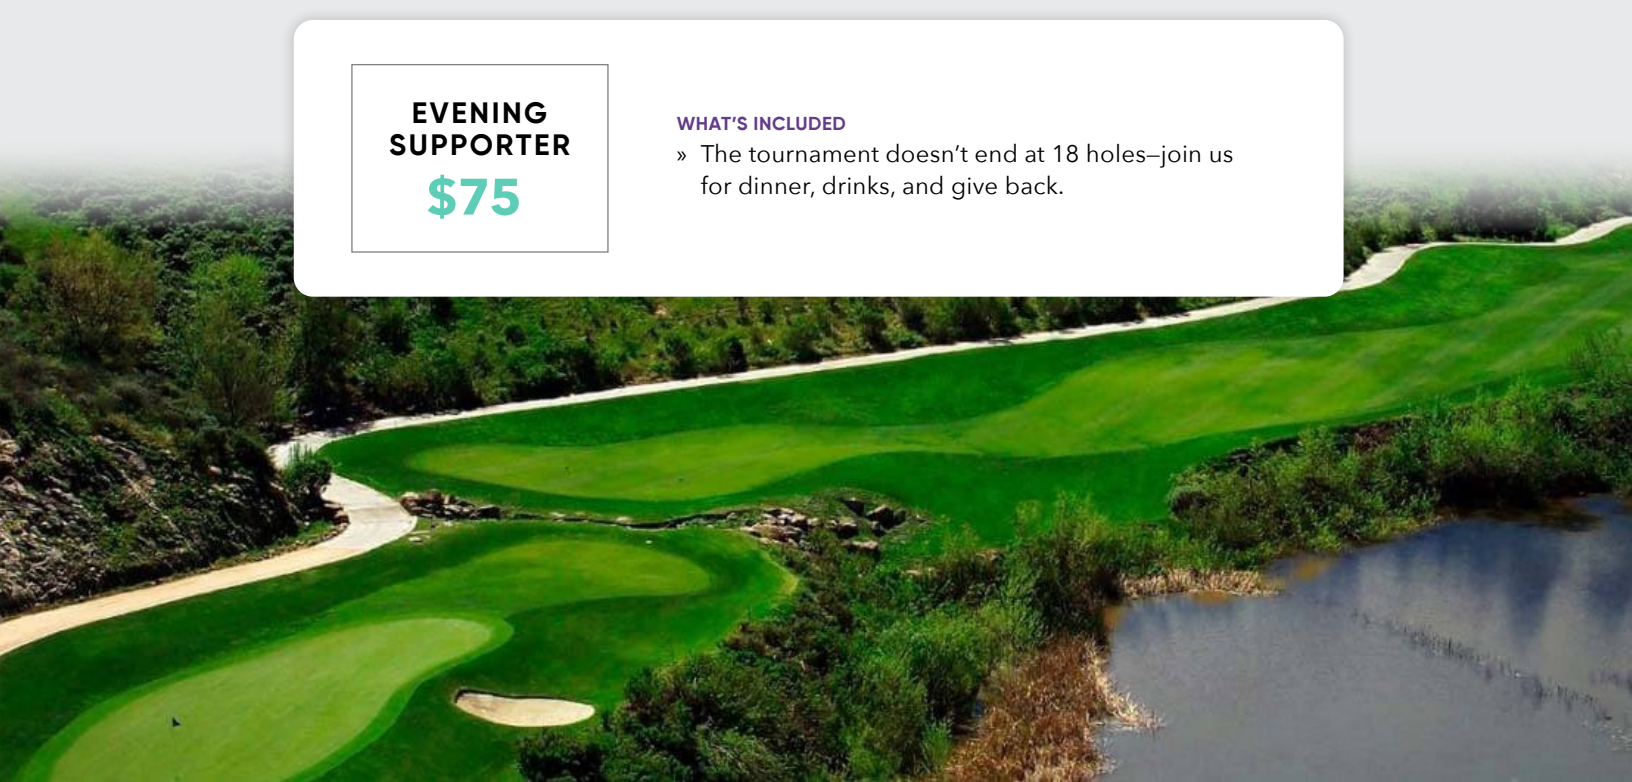 EVENING
SUPPORTER
$75
WHAT’S INCLUDED
» The tournament doesn’t end at 18 holes—join us
for dinner, drinks, and give back.